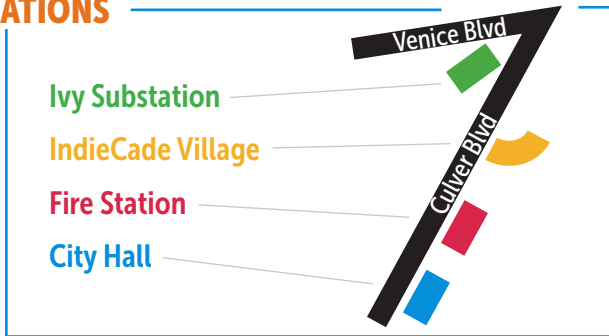 ATIONS
Venice Blvd
Ivy Substation
IndieCade Village
Culver Blvd
Fire Station
City Hall